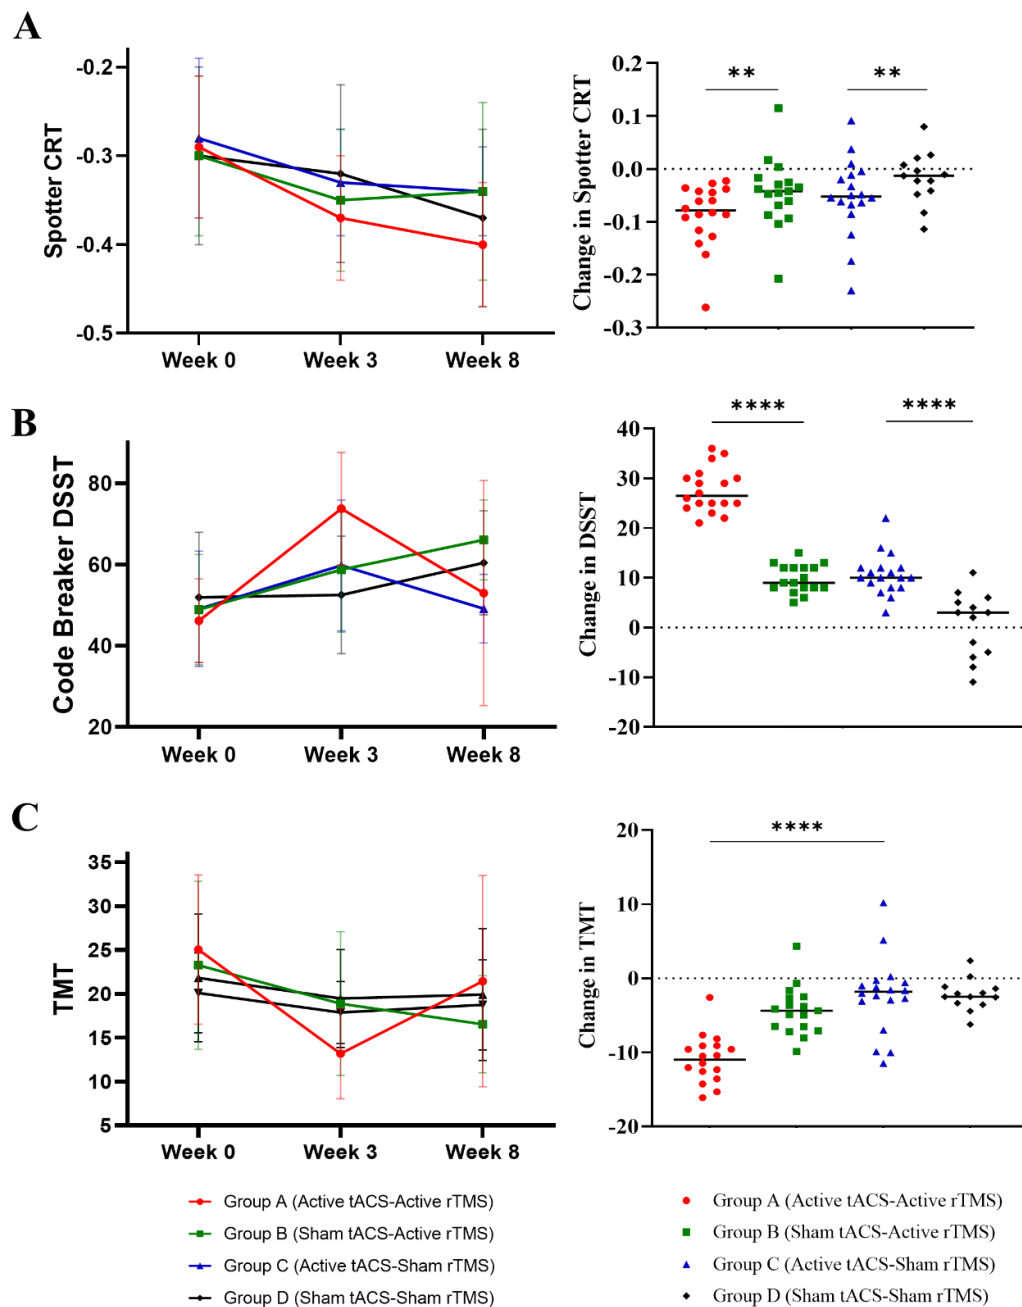 A
Spotter CRT
-0.2
-0.3
-0.4
-0.5
Week 0 Week 3 Week 8
Change in Spotter CRT
0.2
0.1
0.0
-0.1
-0.2
-0.3
** **
B
Code Breaker DSST
80
60
40
20
Week 0 Week 3 Week 8
Change in DSST
40
30
20
10
0
-10
-20
**** ****
C
TMT
35
30
25
20
15
10
5
Week 0 Week 3 Week 8
Change in TMT
20
10
0
-10
-20
****
Group A (Active tACS-Active rTMS)
Group B (Sham tACS-Active rTMS)
Group C (Active tACS-Sham rTMS)
Group D (Sham tACS-Sham rTMS)
Group A (Active tACS-Active rTMS)
Group B (Sham tACS-Active rTMS)
Group C (Active tACS-Sham rTMS)
Group D (Sham tACS-Sham rTMS)